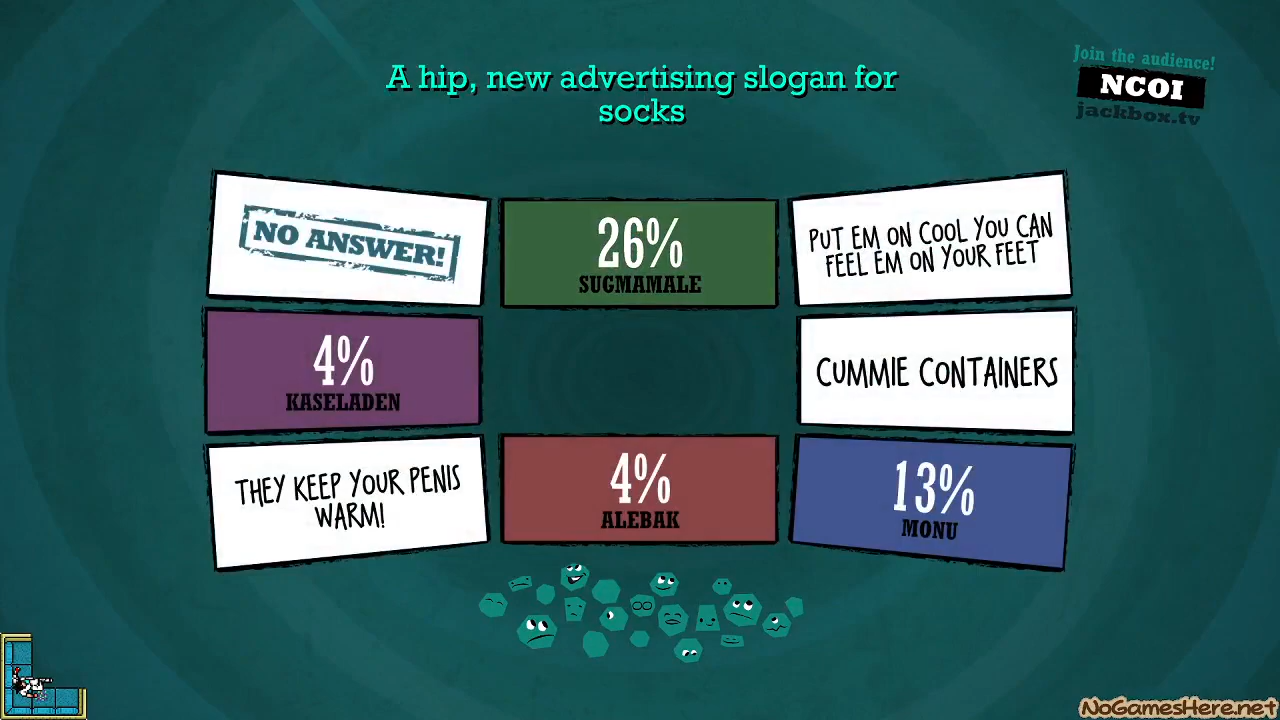 A hip, new advertising slogan for
socks
Join the audience!
NCOI
jackbox.tv
NO ANSWER!
26%
SUGMAMALE
PUT EM ON COOL YOU CAN
FEEL EM ON YOUR FEET
4%
KASELADEN
CUMMIE CONTAINERS
THEY KEEP YOUR PENIS
WARM!
4%
ALEBAK
13%
MONU
NoGamesHere.net